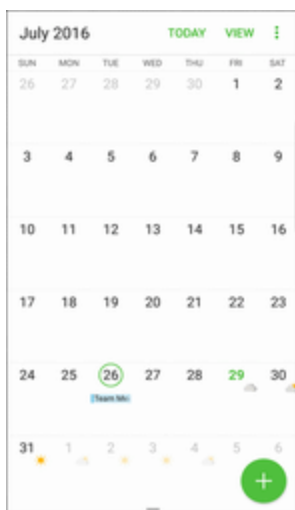 July 2016 TODAY VIEW
SUN MON TUE WED THU FRI SAT
26 27 28 29 30 1 2
3 4 5 6 7 8 9
10 11 12 13 14 15 16
17 18 19 20 21 22 23
24 25 26 27 28 29 30
Team Me
31 1 2 3 4 5 6
+